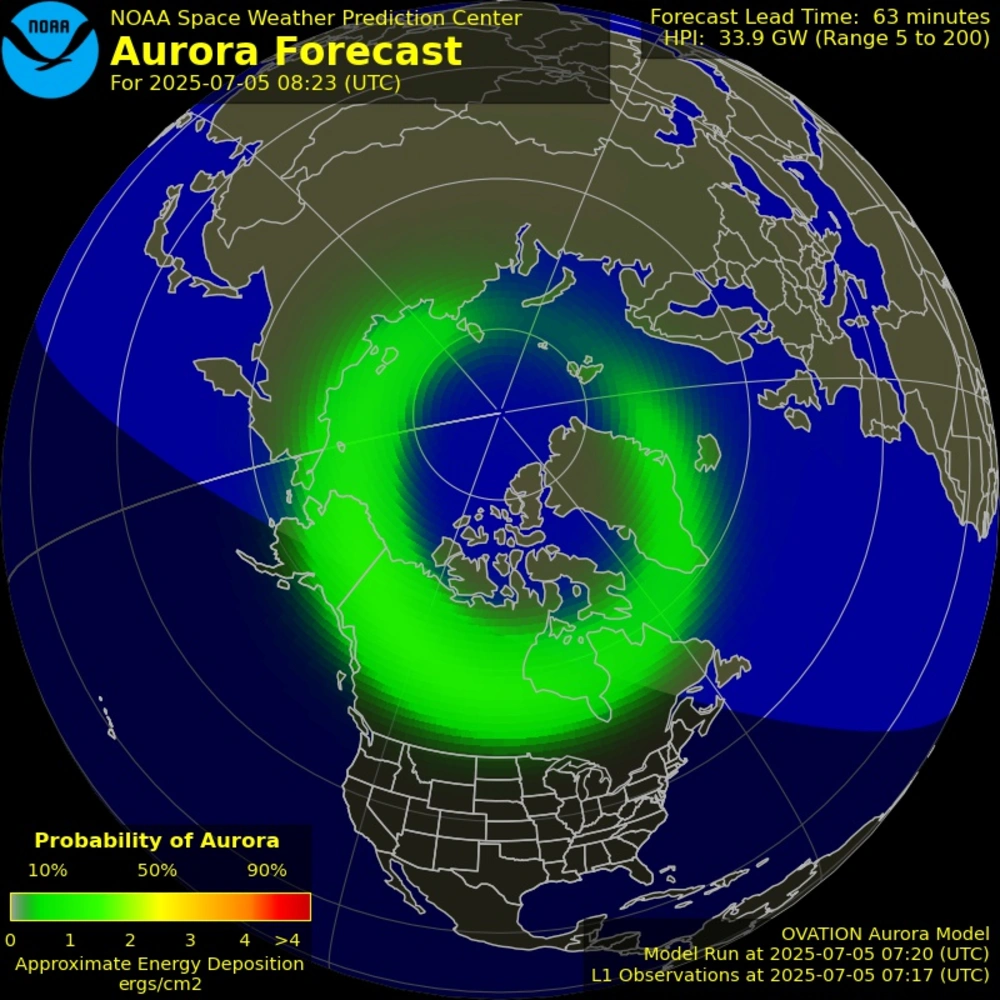 NOAA
NOAA Space Weather Prediction Center
Aurora Forecast
For 2025-07-05 08:23 (UTC)
Forecast Lead Time:  63 minutes
HPI:  33.9 GW (Range 5 to 200)
Probability of Aurora
10% 50% 90%
0 1 2 3 4 >4
Approximate Energy Deposition
ergs/cm2
OVATION Aurora Model
Model Run at 2025-07-05 07:20 (UTC)
L1 Observations at 2025-07-05 07:17 (UTC)